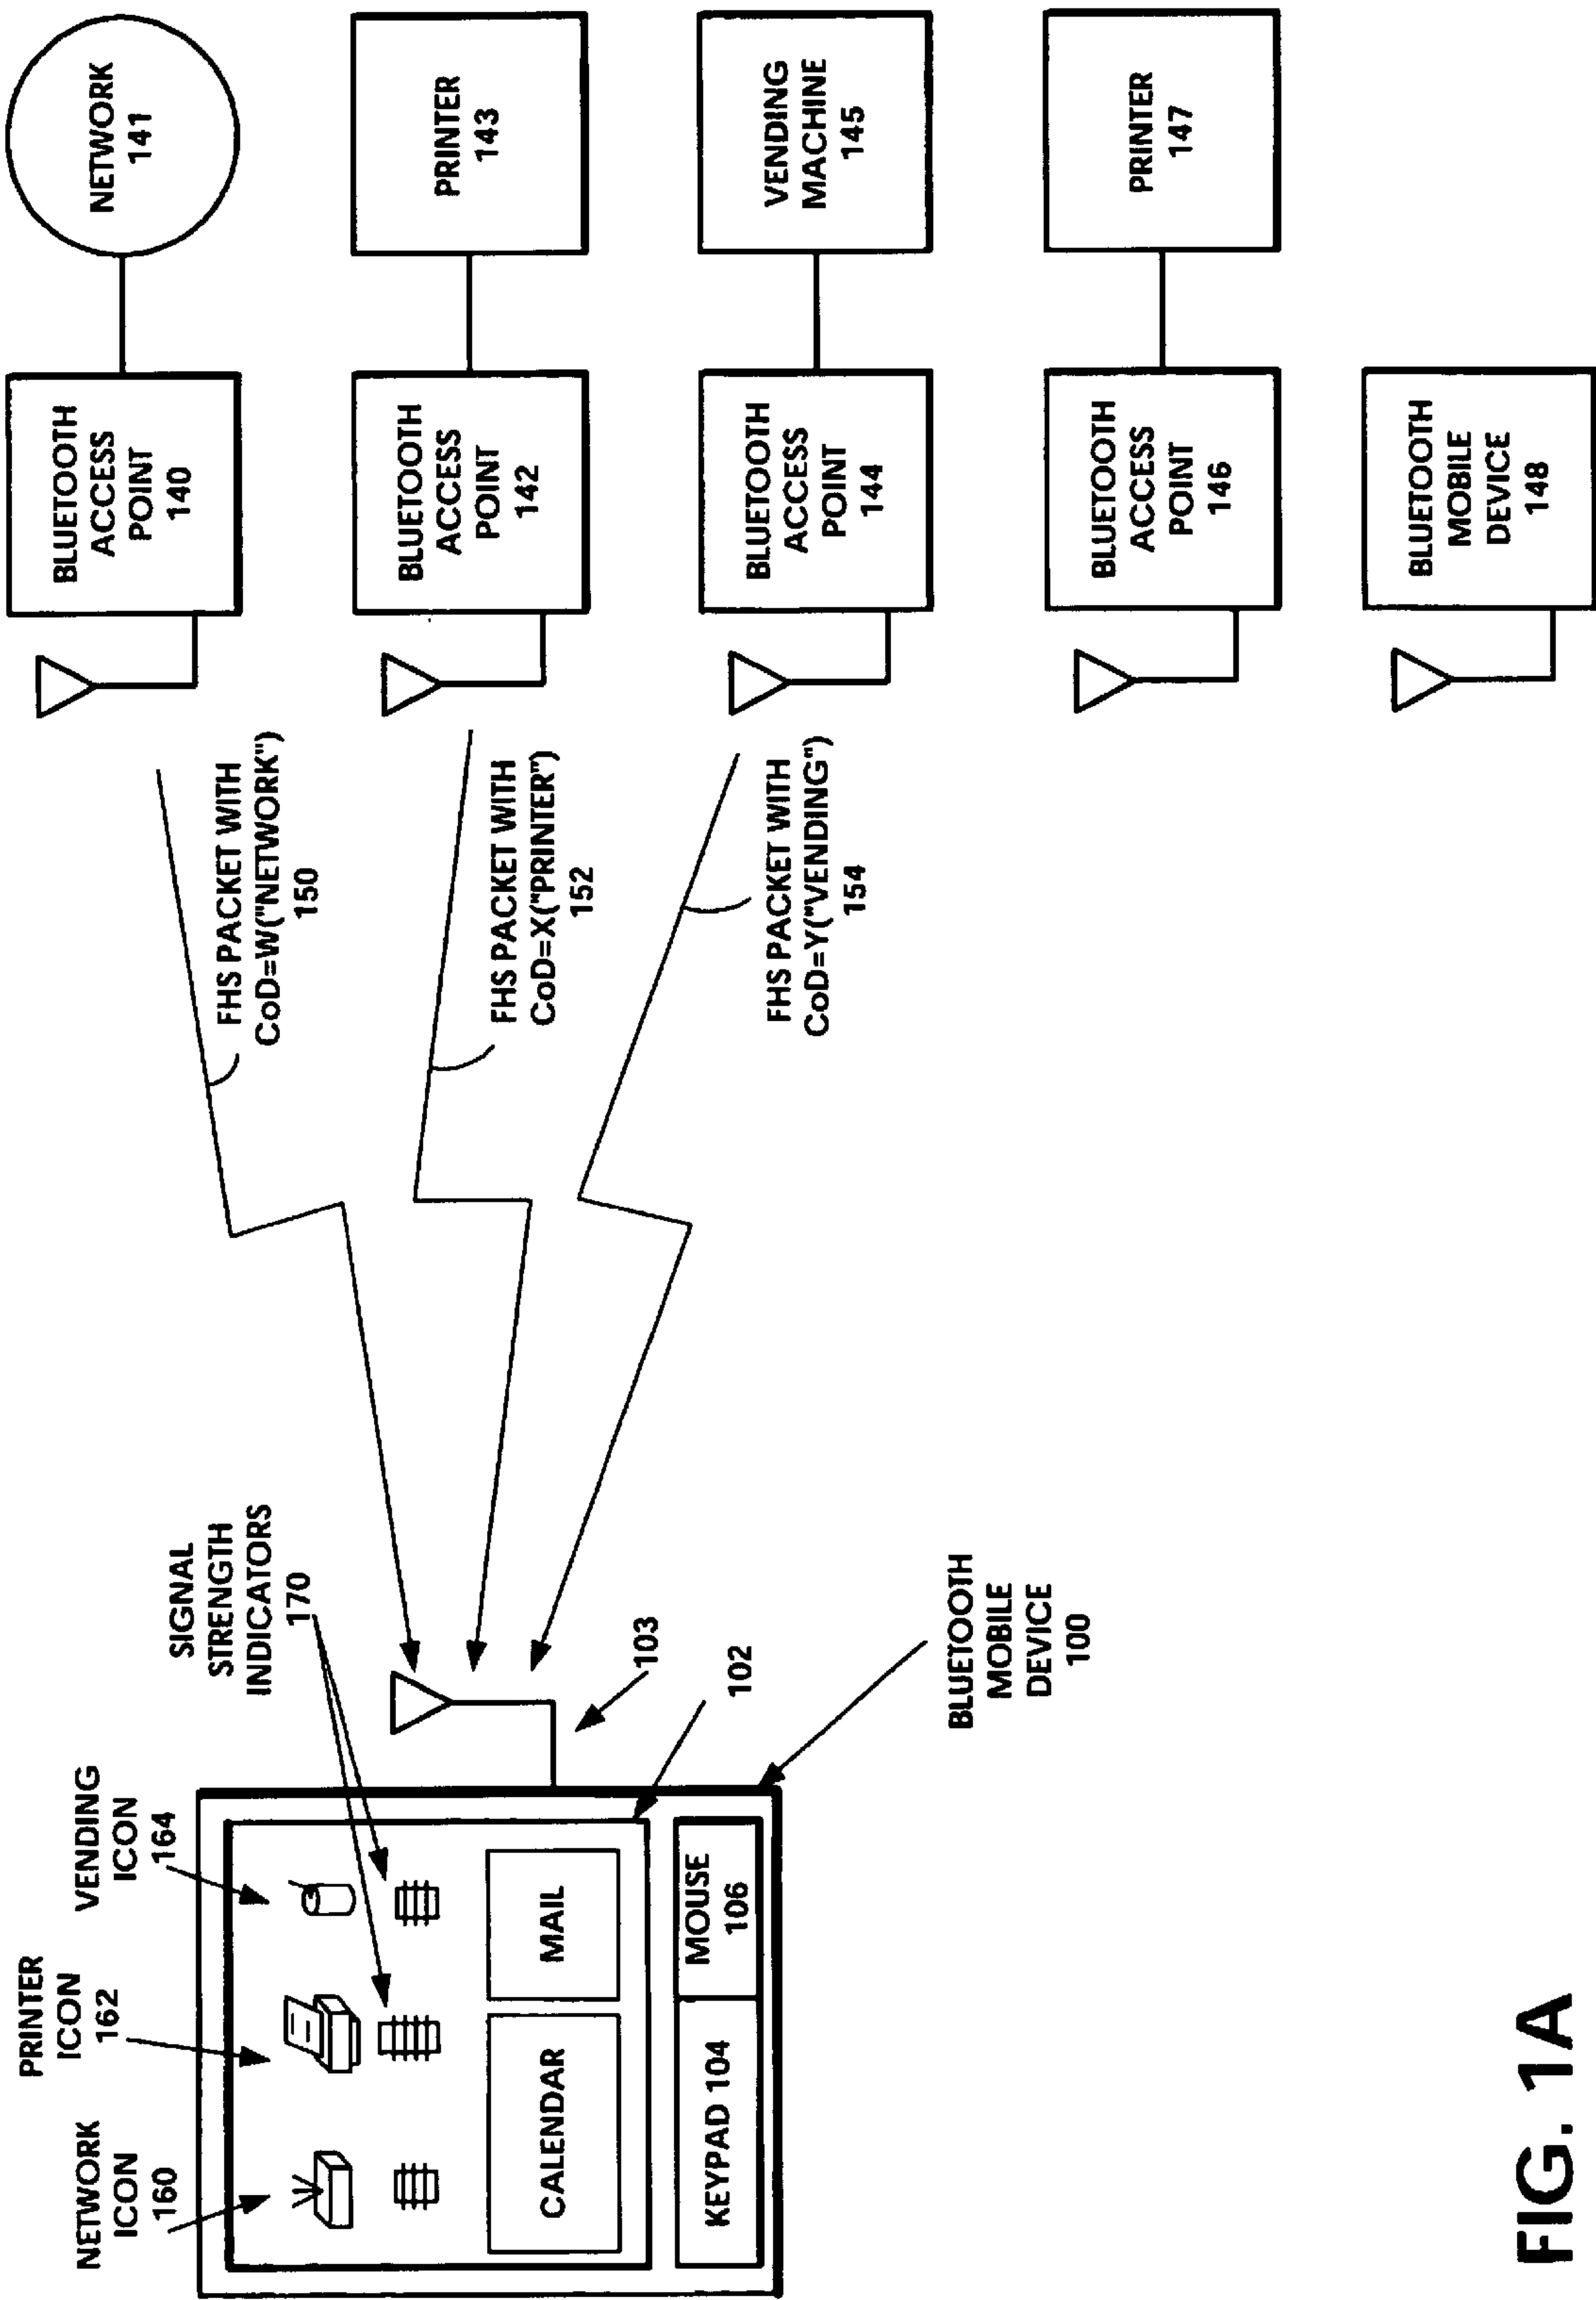 NETWORK
ICON
160
PRINTER
ICON
162
VENDING
ICON
164
SIGNAL
STRENGTH
INDICATORS
170
CALENDAR
MAIL
KEYPAD 104
MOUSE
106
103
102
BLUETOOTH
MOBILE
DEVICE
100
FHS PACKET WITH
CoD=W("NETWORK")
150
FHS PACKET WITH
CoD=X("PRINTER")
152
FHS PACKET WITH
CoD=Y("VENDING")
154
BLUETOOTH
ACCESS
POINT
140
NETWORK
141
BLUETOOTH
ACCESS
POINT
142
PRINTER
143
BLUETOOTH
ACCESS
POINT
144
VENDING
MACHINE
145
BLUETOOTH
ACCESS
POINT
146
PRINTER
147
BLUETOOTH
MOBILE
DEVICE
148
FIG. 1A